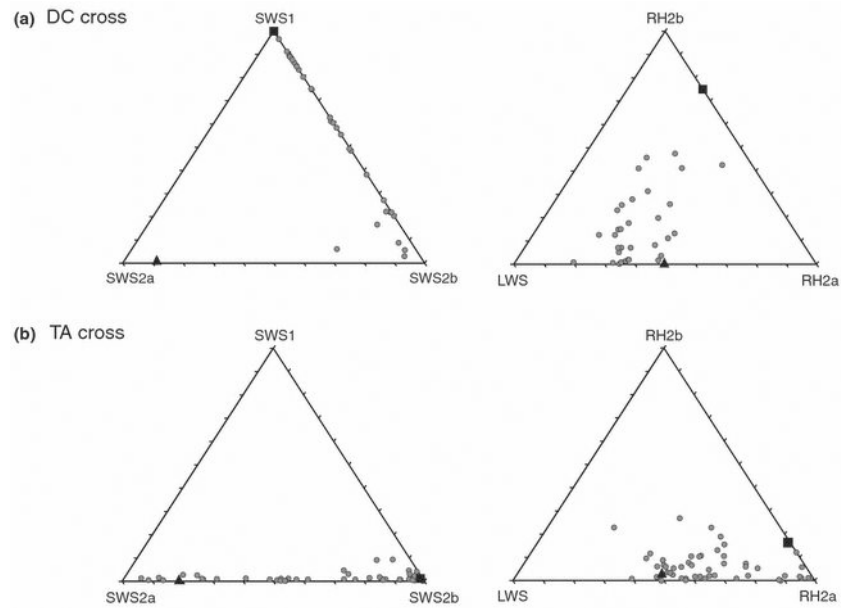 (a) DC cross
SWS1
RH2b
SWS2a
SWS2b
LWS
RH2a
(b) TA cross
SWS1
RH2b
SWS2a
SWS2b
LWS
RH2a